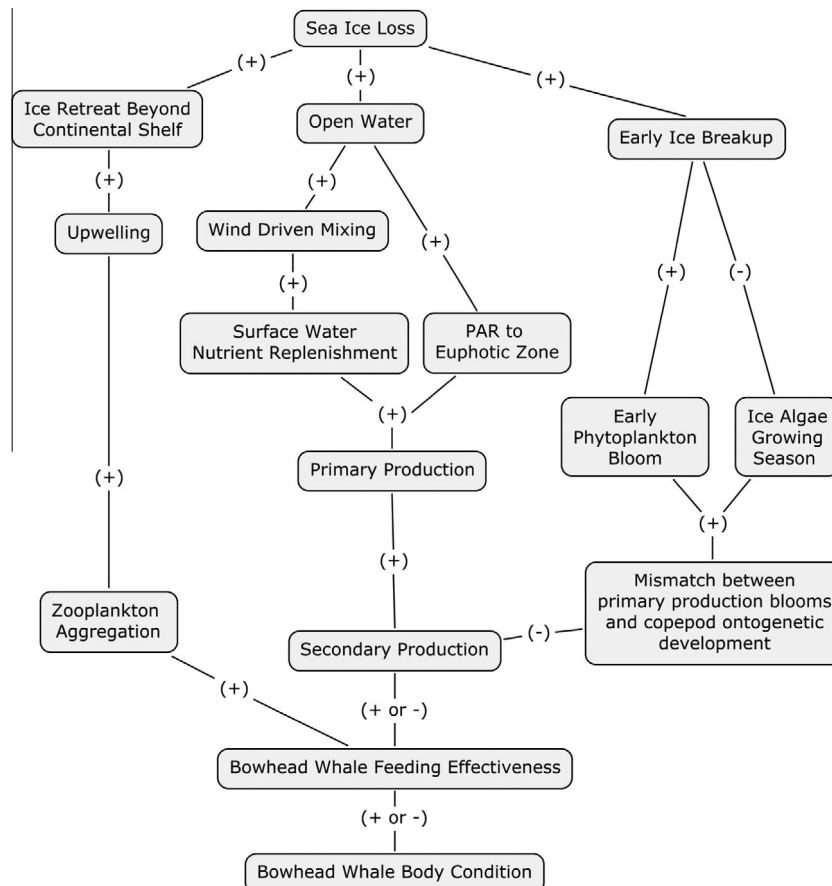 Sea Ice Loss
(+)
(+)
(+)
Ice Retreat Beyond
Continental Shelf
Open Water
Early Ice Breakup
(+)
(+)
Upwelling
Wind Driven Mixing
(+)
(+)
(+)
(-)
Surface Water
Nutrient Replenishment
PAR to
Euphotic Zone
(+)
Early
Phytoplankton
Bloom
Ice Algae
Growing
Season
Primary Production
(+)
(+)
(+)
Zooplankton
Aggregation
Mismatch between
primary production blooms
and copepod ontogenetic
development
Secondary Production
(-)
(+)
(+ or -)
Bowhead Whale Feeding Effectiveness
(+ or -)
Bowhead Whale Body Condition